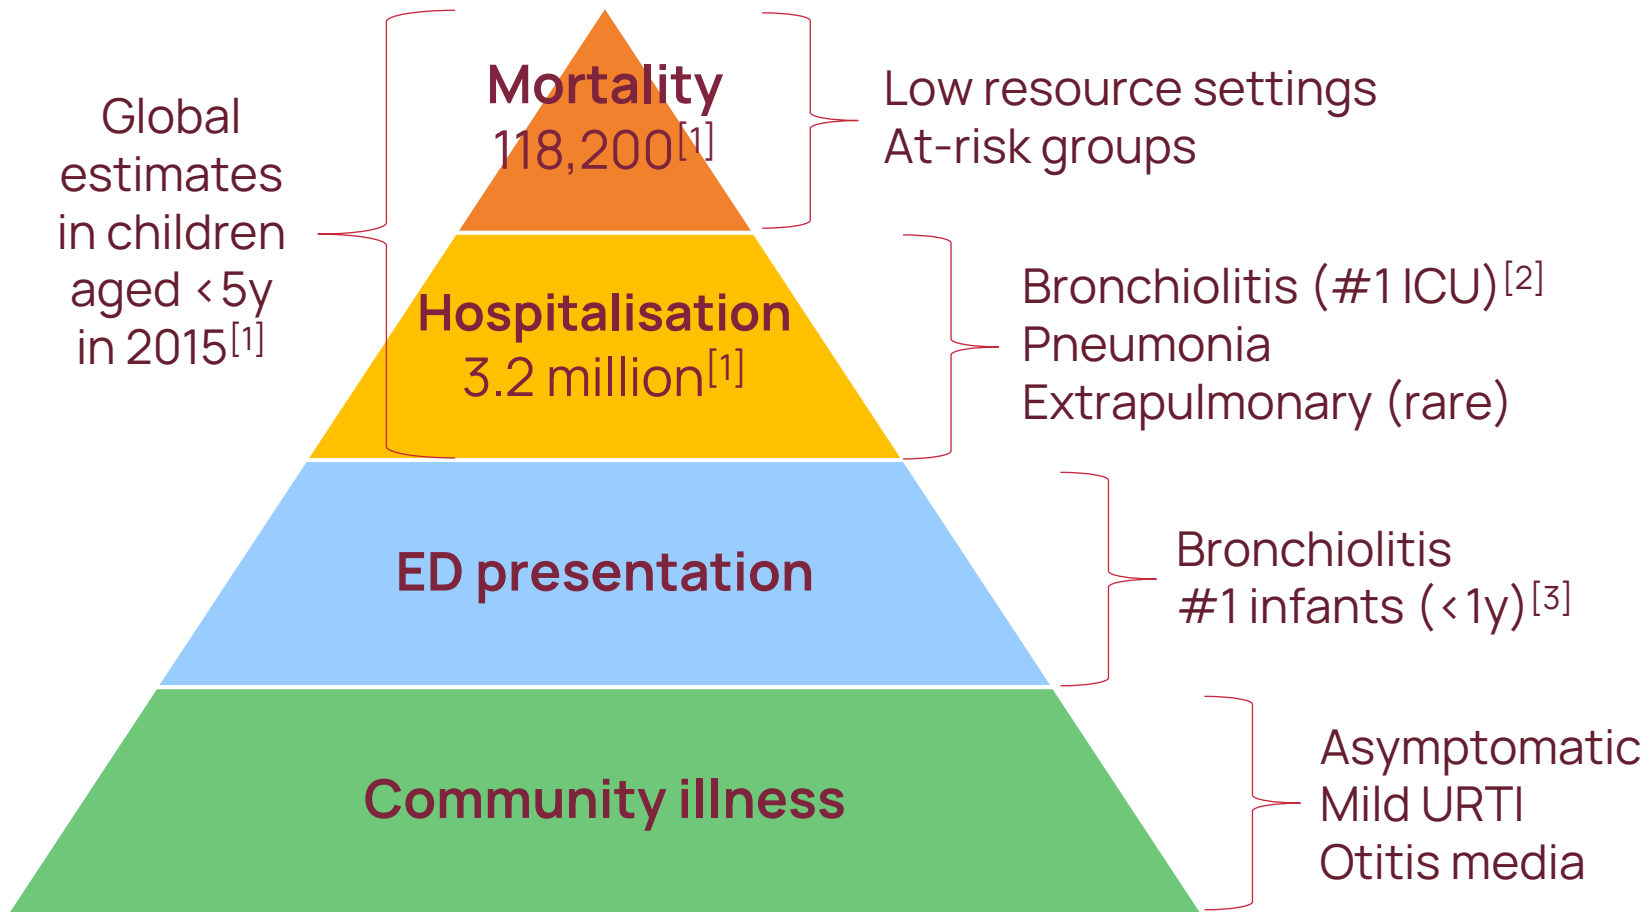 Global
estimates
in children
aged <5y
in 2015[1]
Mortality
118,200[1]
Low resource settings
At-risk groups
Hospitalisation
3.2 million[1]
Bronchiolitis (#1 ICU)[2]
Pneumonia
Extrapulmonary (rare)
ED presentation
Bronchiolitis
#1 infants (<1y)[3]
Community illness
Asymptomatic
Mild URTI
Otitis media